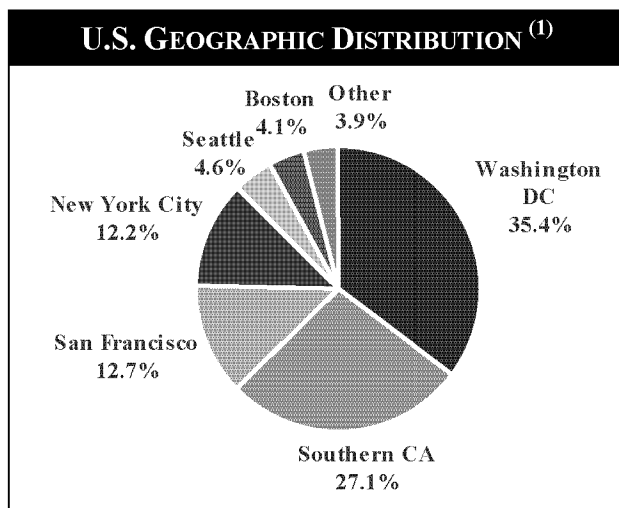 U.S. GEOGRAPHIC DISTRIBUTION (1)
Other
3.9%
Boston
4.1%
Seattle
4.6%
Washington
DC
35.4%
New York City
12.2%
San Francisco
12.7%
Southern CA
27.1%